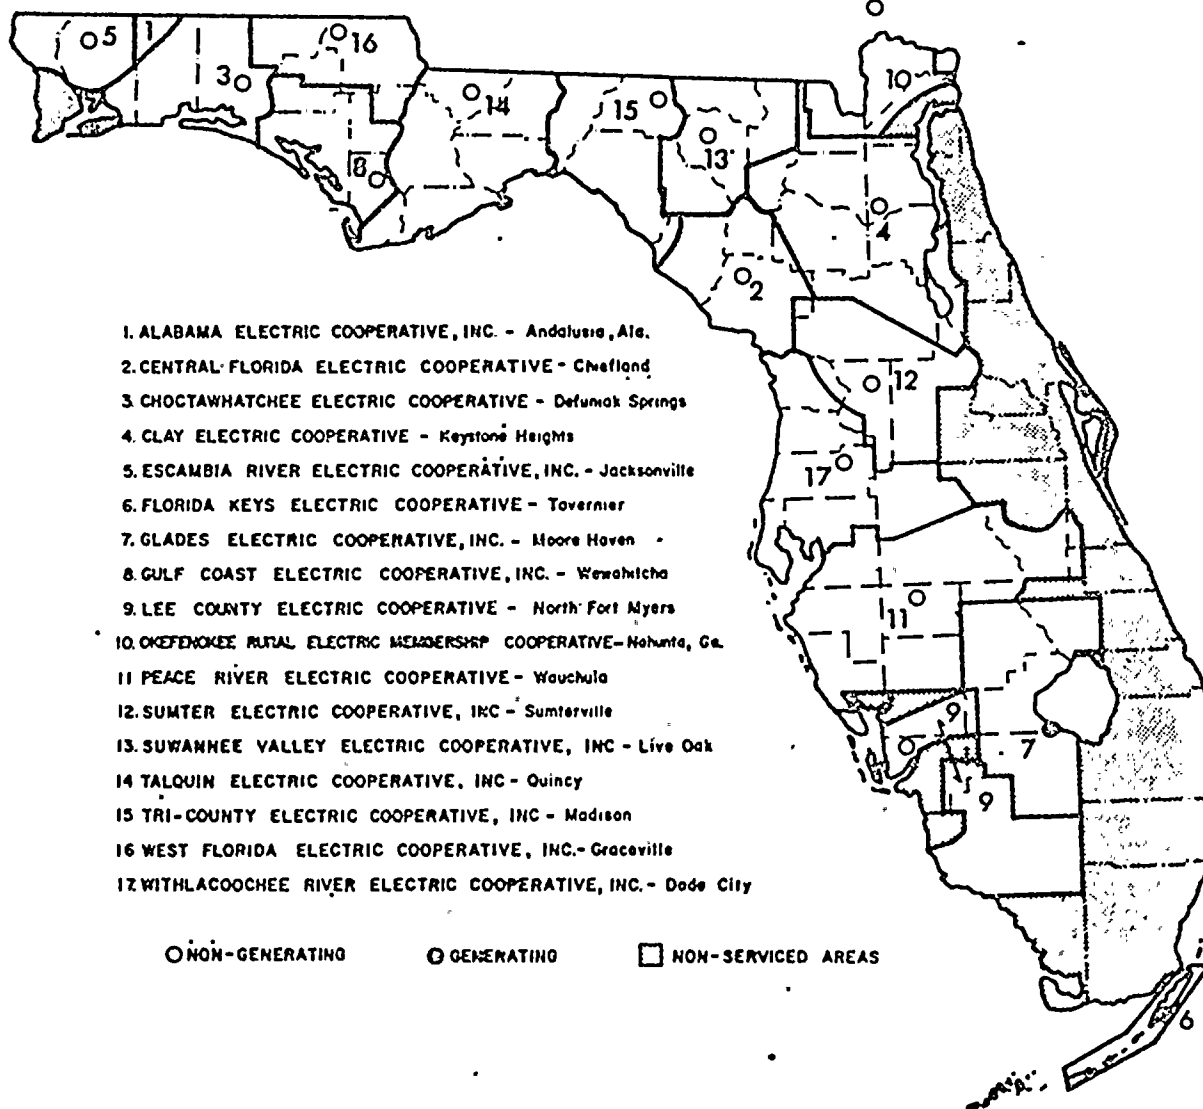 5
1
16
3
14
15
10
13
8
4
2
1. ALABAMA ELECTRIC COOPERATIVE, INC. - Andalusia, Ala.
2. CENTRAL FLORIDA ELECTRIC COOPERATIVE - Chiefland
12
3. CHOCTAWHATCHEE ELECTRIC COOPERATIVE - Defuniak Springs
4. CLAY ELECTRIC COOPERATIVE - Keystone Heights
5. ESCAMBIA RIVER ELECTRIC COOPERATIVE, INC. - Jacksonville
17
6. FLORIDA KEYS ELECTRIC COOPERATIVE - Tavernier
7. GLADES ELECTRIC COOPERATIVE, INC. - Moore Haven
8. GULF COAST ELECTRIC COOPERATIVE, INC. - Wewahitcha
9. LEE COUNTY ELECTRIC COOPERATIVE - North Fort Myers
11
10. OKEFENOKEE RURAL ELECTRIC MEMBERSHIP COOPERATIVE - Nahunta, Ga.
11 PEACE RIVER ELECTRIC COOPERATIVE - Wauchula
12. SUMTER ELECTRIC COOPERATIVE, INC - Sumterville
9
13. SUWANNEE VALLEY ELECTRIC COOPERATIVE, INC - Live Oak
7
14 TALQUIN ELECTRIC COOPERATIVE, INC - Quincy
9
15 TRI-COUNTY ELECTRIC COOPERATIVE, INC - Madison
16 WEST FLORIDA ELECTRIC COOPERATIVE, INC. - Graceville
17. WITHLACOOCHEE RIVER ELECTRIC COOPERATIVE, INC. - Dade City
NON-GENERATING
GENERATING
NON-SERVICED AREAS
6